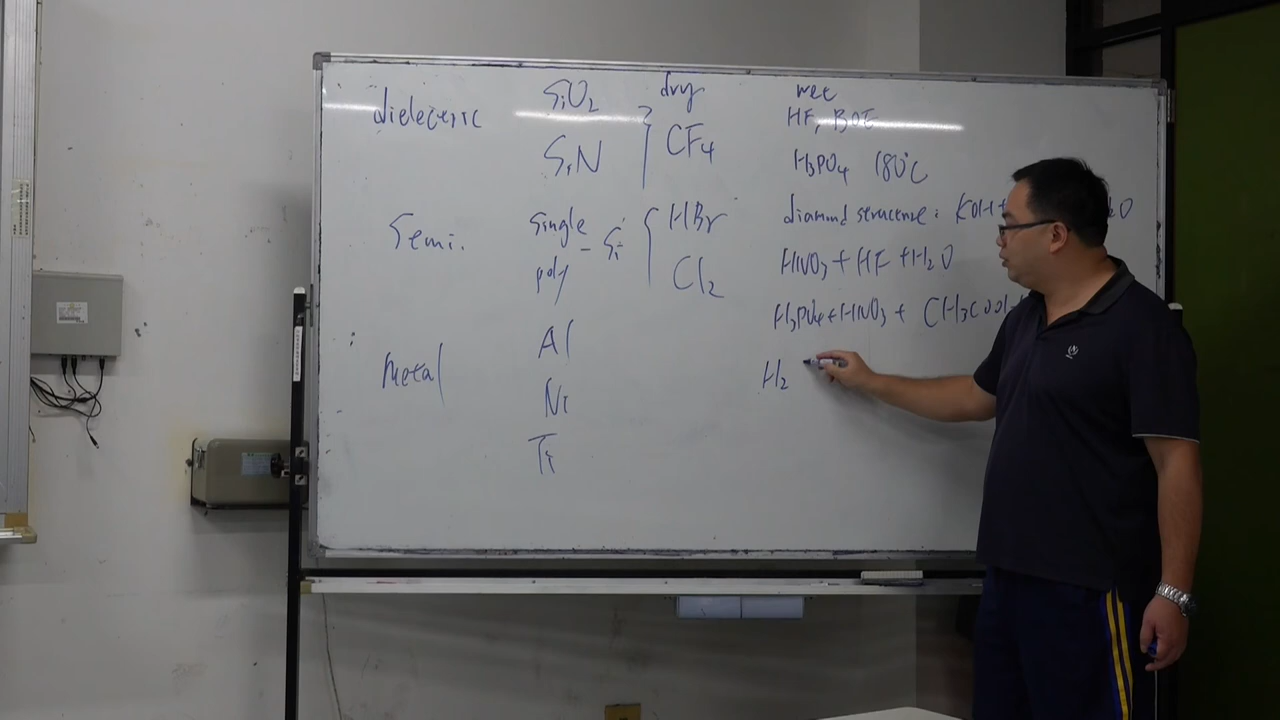 dry wet
dielectric SiO2 HF, BOE
SiN CF4 H3PO4 180°C
Semi. Single poly - Si HBr diamond structure: KOH+
Cl2 HNO3 + HF + H2O
Al H3PO4 + HNO3 + CH3COOH
metal Ni H2
Ti